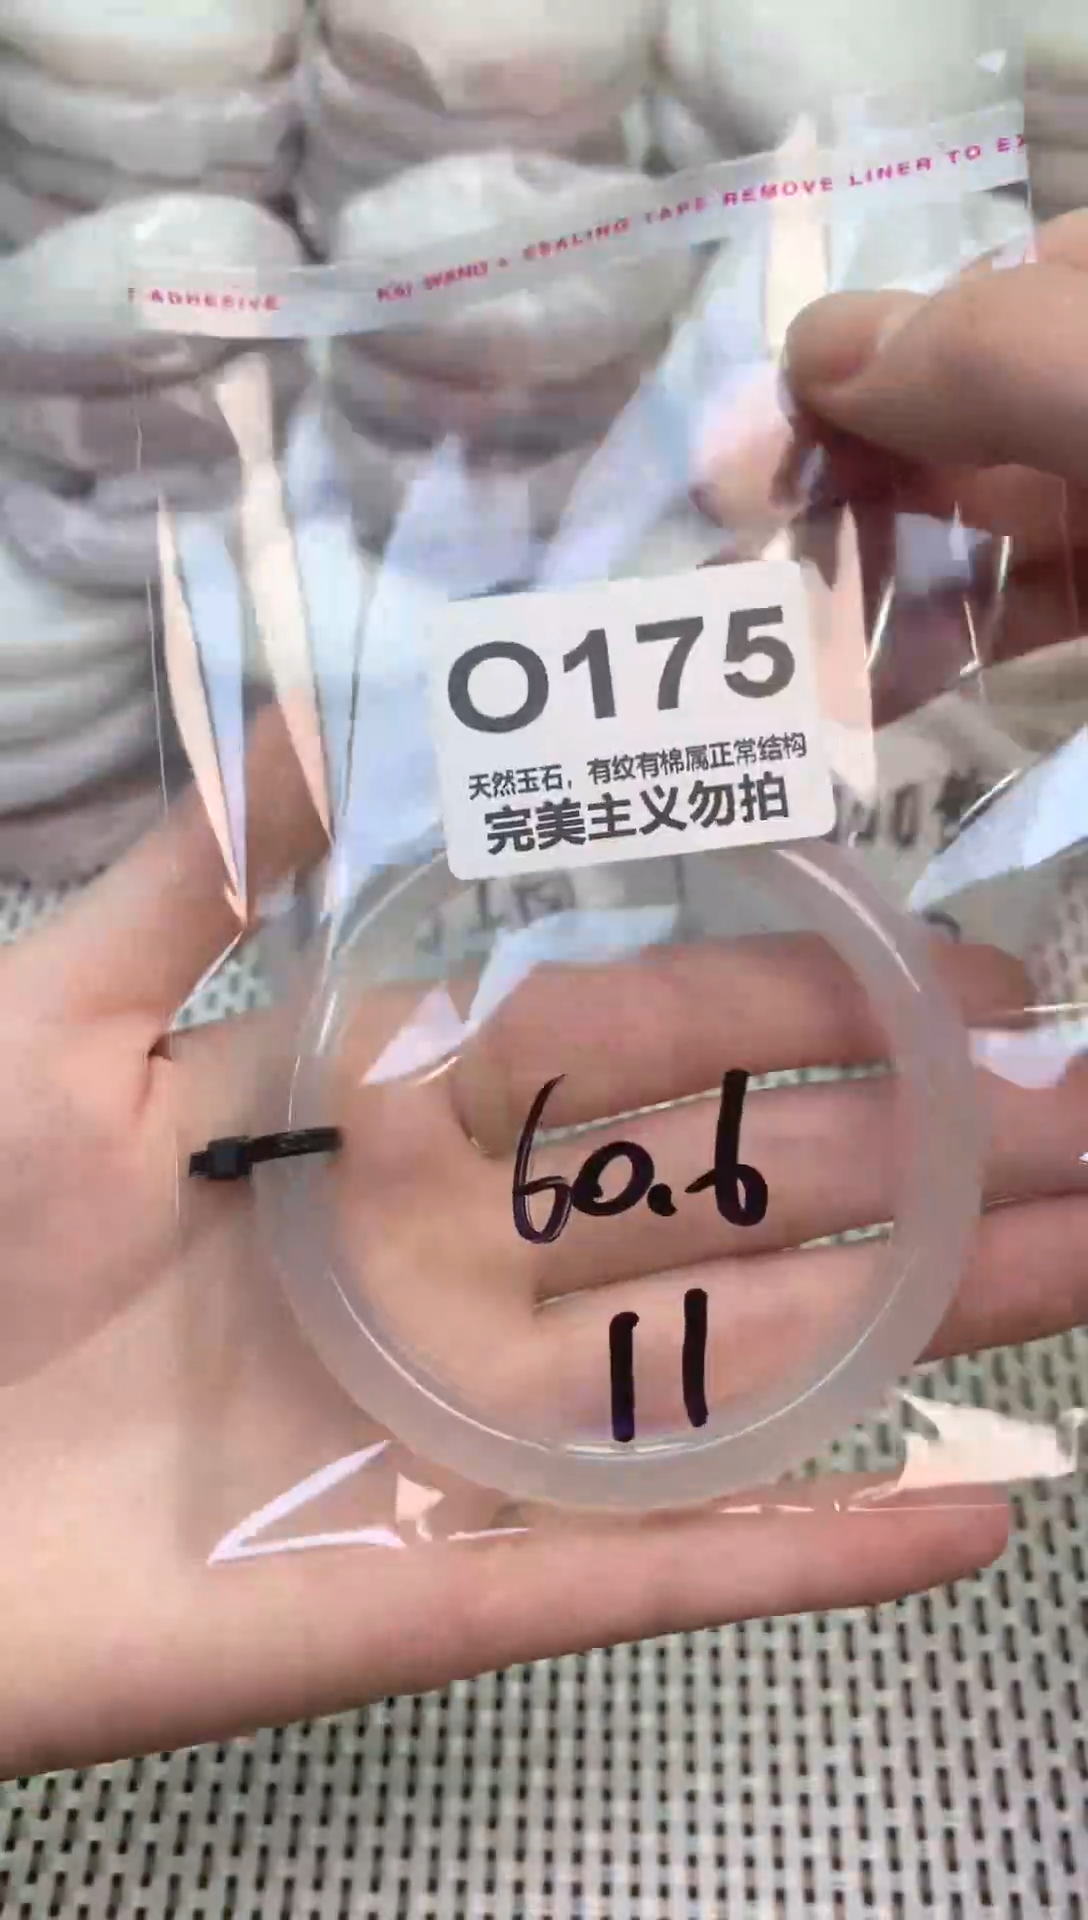 ADHESIVE KAI WANG • SEALING TAPE REMOVE LINER TO EX
O175
天然玉石，有纹有棉属正常结构
完美主义勿拍
60.6
11